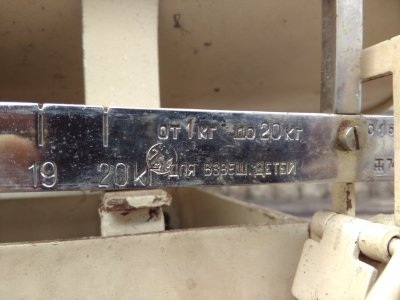 от 1 кг до 20 кг
19 20 кг для взвеш. детей